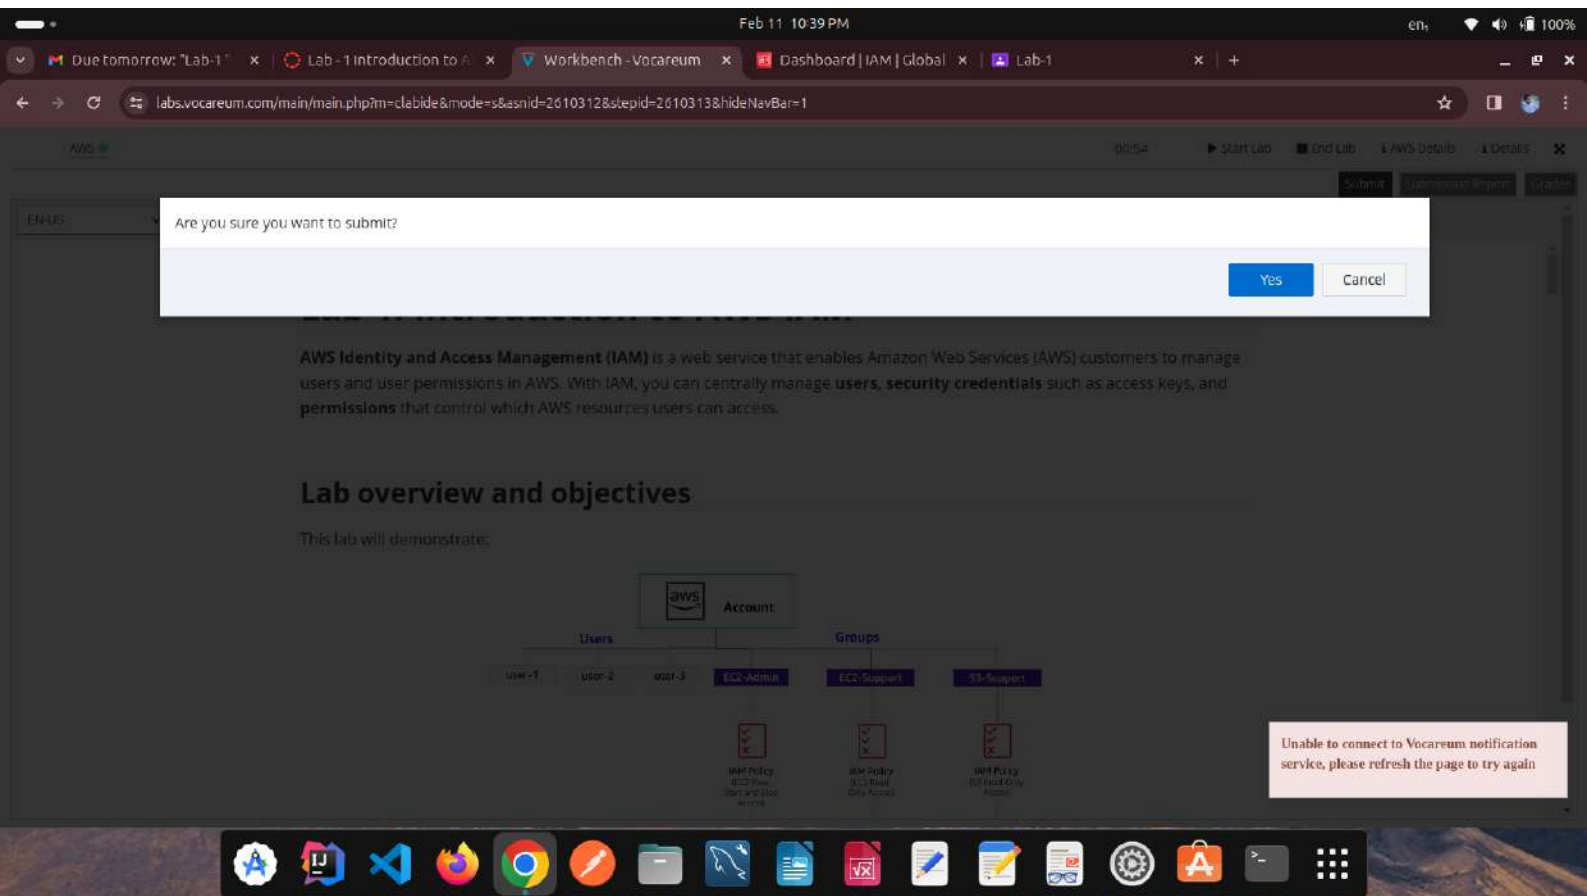 Feb 11 10:39 PM
en₁
100%
Due tomorrow: "Lab-1"
Lab - 1 Introduction to A
Workbench - Vocareum
Dashboard | IAM | Global
Lab-1
labs.vocareum.com/main/main.php?m=clabide&mode=s&asnid=2610312&stepid=2610313&hideNavBar=1
AWS
00:54
Start Lab
End Lab
AWS Details
Details
Submit
Submission Report
Grades
EN-US
Are you sure you want to submit?
Yes
Cancel
AWS Identity and Access Management (IAM) is a web service that enables Amazon Web Services (AWS) customers to manage
users and user permissions in AWS. With IAM, you can centrally manage users, security credentials such as access keys, and
permissions that control which AWS resources users can access.
Lab overview and objectives
This lab will demonstrate:
aws
Account
Users
Groups
user-1
user-2
user-3
EC2-Admin
EC2-Support
S3-Support
IAM Policy
IAM Policy
IAM Policy
Unable to connect to Vocareum notification
service, please refresh the page to try again